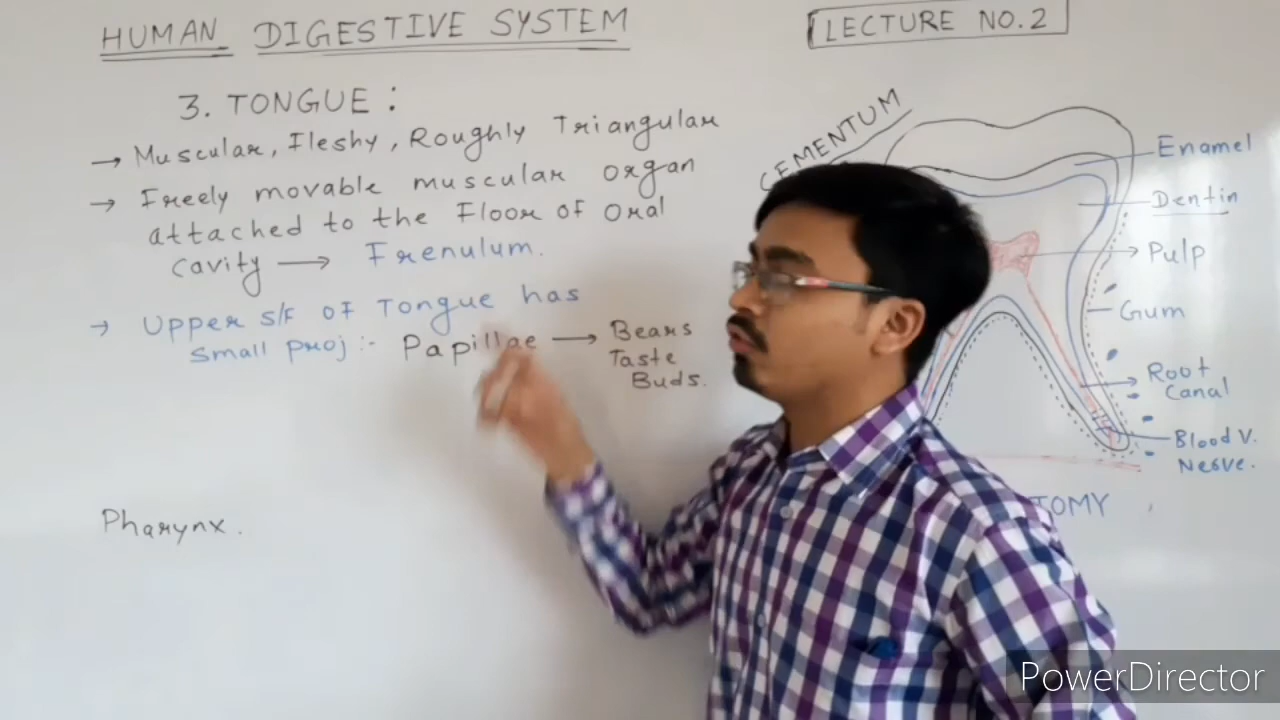 HUMAN DIGESTIVE SYSTEM
LECTURE NO.2
3. TONGUE :
→ Muscular, Fleshy, Roughly Triangular
→ Freely movable muscular organ
attached to the Floor of oral
cavity → Frenulum.
→ Upper s/f of Tongue has
small proj :- Papillae → Bears
Taste
Buds.
Pharynx.
CEMENTUM
Enamel
Dentin
Pulp
Gum
Root
Canal
Blood V.
Nerve.
TOMY
PowerDirector